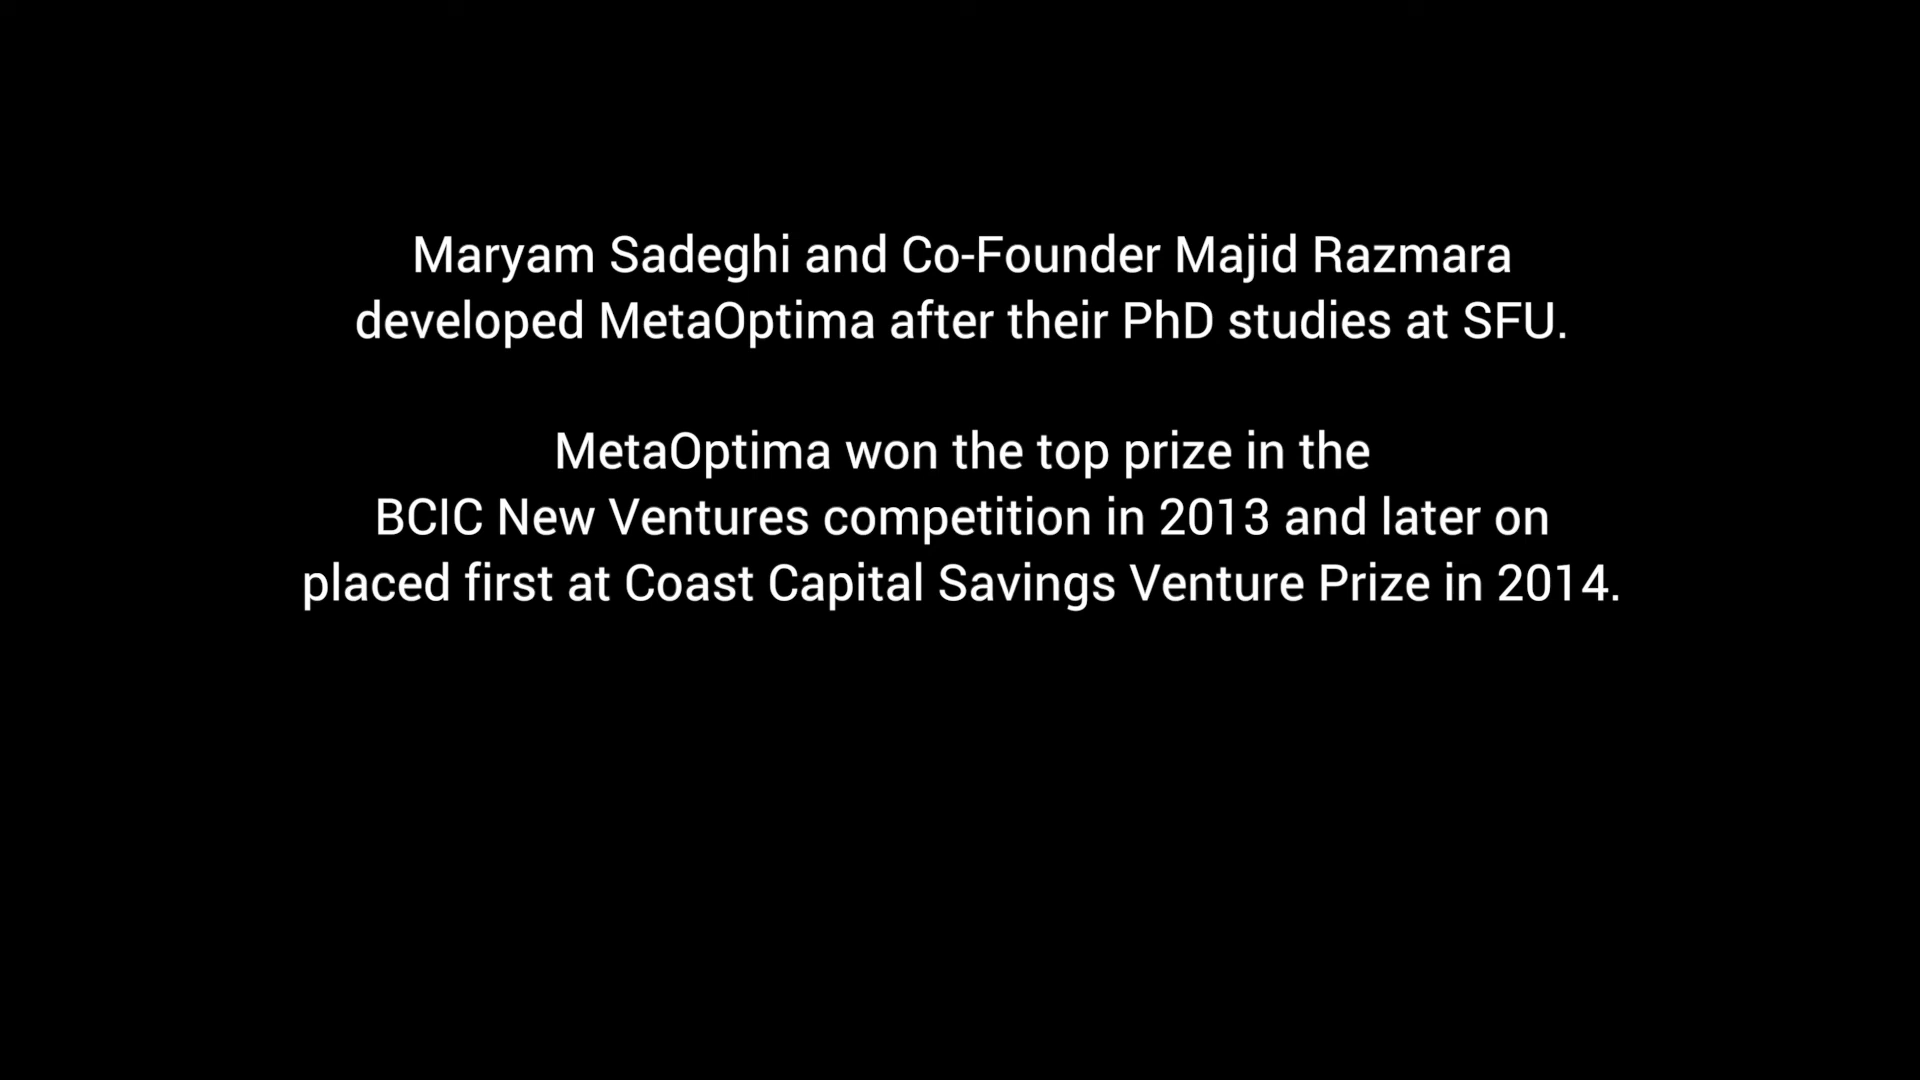 Maryam Sadeghi and Co-Founder Majid Razmara
developed MetaOptima after their PhD studies at SFU.
MetaOptima won the top prize in the
BCIC New Ventures competition in 2013 and later on
placed first at Coast Capital Savings Venture Prize in 2014.